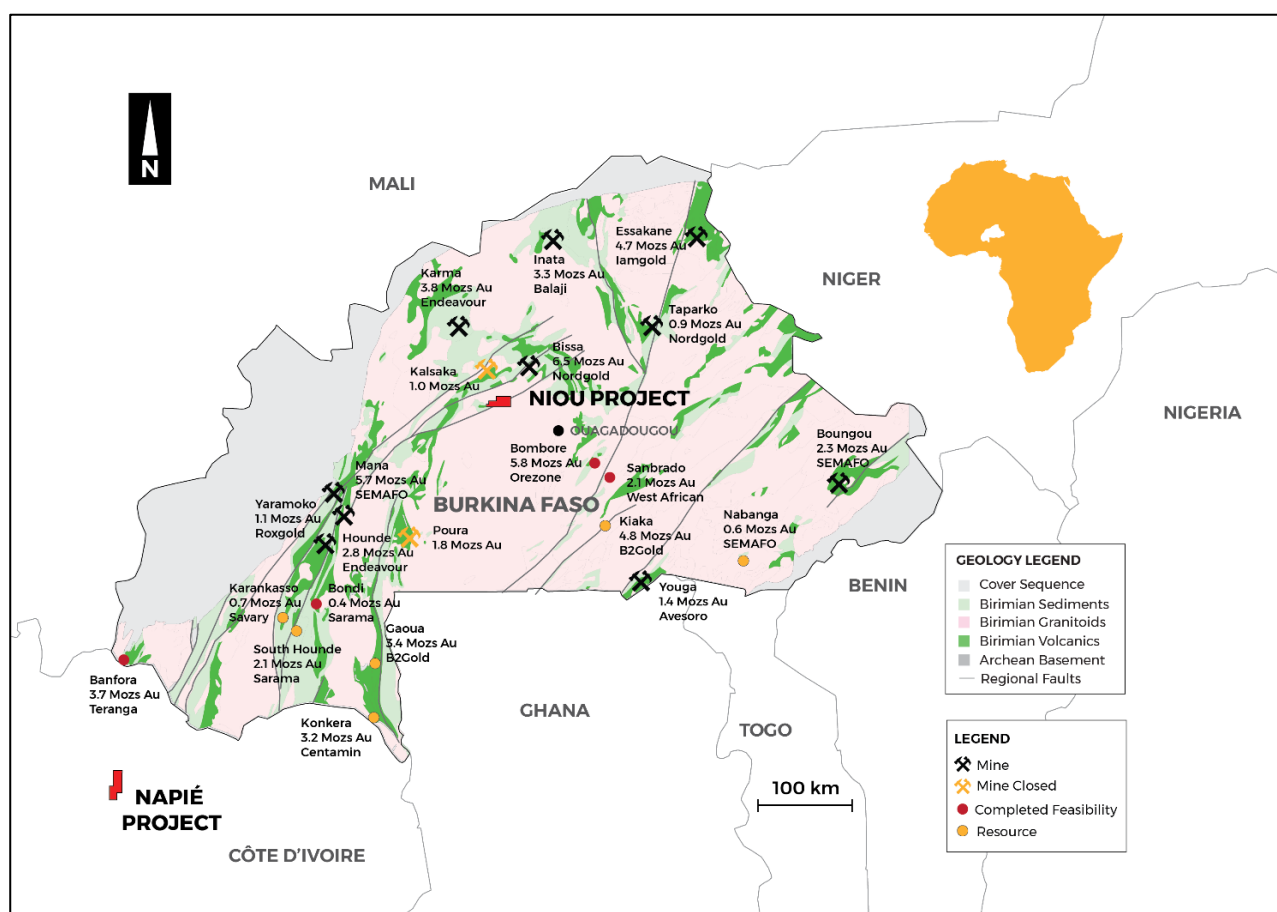 N
MALI
NIGER
NIGERIA
Essakane
4.7 Mozs Au
Iamgold
Inata
3.3 Mozs Au
Balaji
Karma
3.8 Mozs Au
Endeavour
Taparko
0.9 Mozs Au
Nordgold
Bissa
6.5 Mozs Au
Nordgold
Kalsaka
1.0 Mozs Au
NIOU PROJECT
OUAGADOUGOU
Boungou
2.3 Mozs Au
SEMAFO
Bombore
5.8 Mozs Au
Orezone
Sanbrado
2.1 Mozs Au
West African
Mana
5.7 Mozs Au
SEMAFO
BURKINA FASO
Yaramoko
1.1 Mozs Au
Roxgold
Nabanga
0.6 Mozs Au
SEMAFO
Kiaka
4.8 Mozs Au
B2Gold
Poura
1.8 Mozs Au
Hounde
2.8 Mozs Au
Endeavour
BENIN
Youga
1.4 Mozs Au
Avesoro
Karankasso
0.7 Mozs Au
Savary
Bondi
0.4 Mozs Au
Sarama
Gaoua
3.4 Mozs Au
B2Gold
South Hounde
2.1 Mozs Au
Sarama
Banfora
3.7 Mozs Au
Teranga
Konkera
3.2 Mozs Au
Centamin
GHANA
TOGO
NAPIÉ
PROJECT
CÔTE D'IVOIRE
100 km
GEOLOGY LEGEND
Cover Sequence
Birimian Sediments
Birimian Granitoids
Birimian Volcanics
Archean Basement
Regional Faults
LEGEND
Mine
Mine Closed
Completed Feasibility
Resource